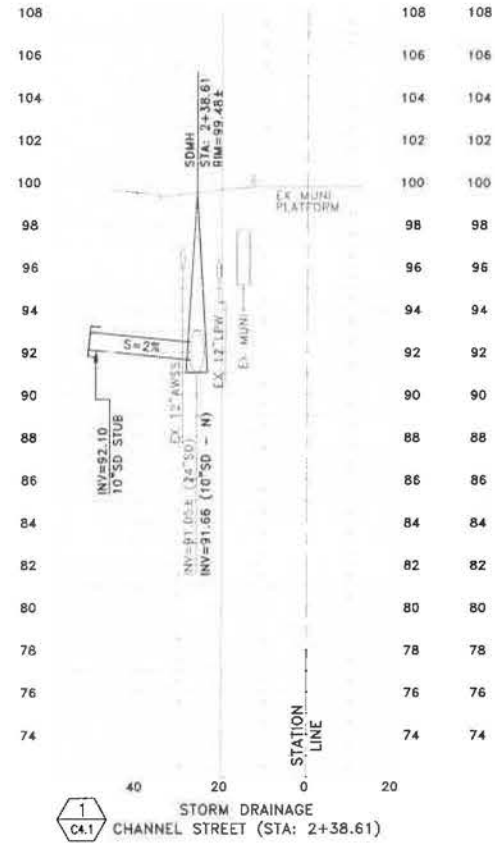 108 108 108
106 106 106
104 104 104
102 102 102
100 100 100
98 98 98
96 96 96
94 94 94
92 92 92
90 90 90
88 88 88
86 86 86
84 84 84
82 82 82
80 80 80
78 78 78
76 76 76
74 74 74
SDMH
STA: 2+38.61
RIM=99.48±
EX MUNI
PLATFORM
S=2%
EX 12"AWSS
EX 12"LPW
EX MUNI
INV=92.10
10"SD STUB
INV=91.05± (24"SD)
INV=91.66 (10"SD - N)
STATION
LINE
40 20 0 20
1
C4.1
STORM DRAINAGE
CHANNEL STREET (STA: 2+38.61)